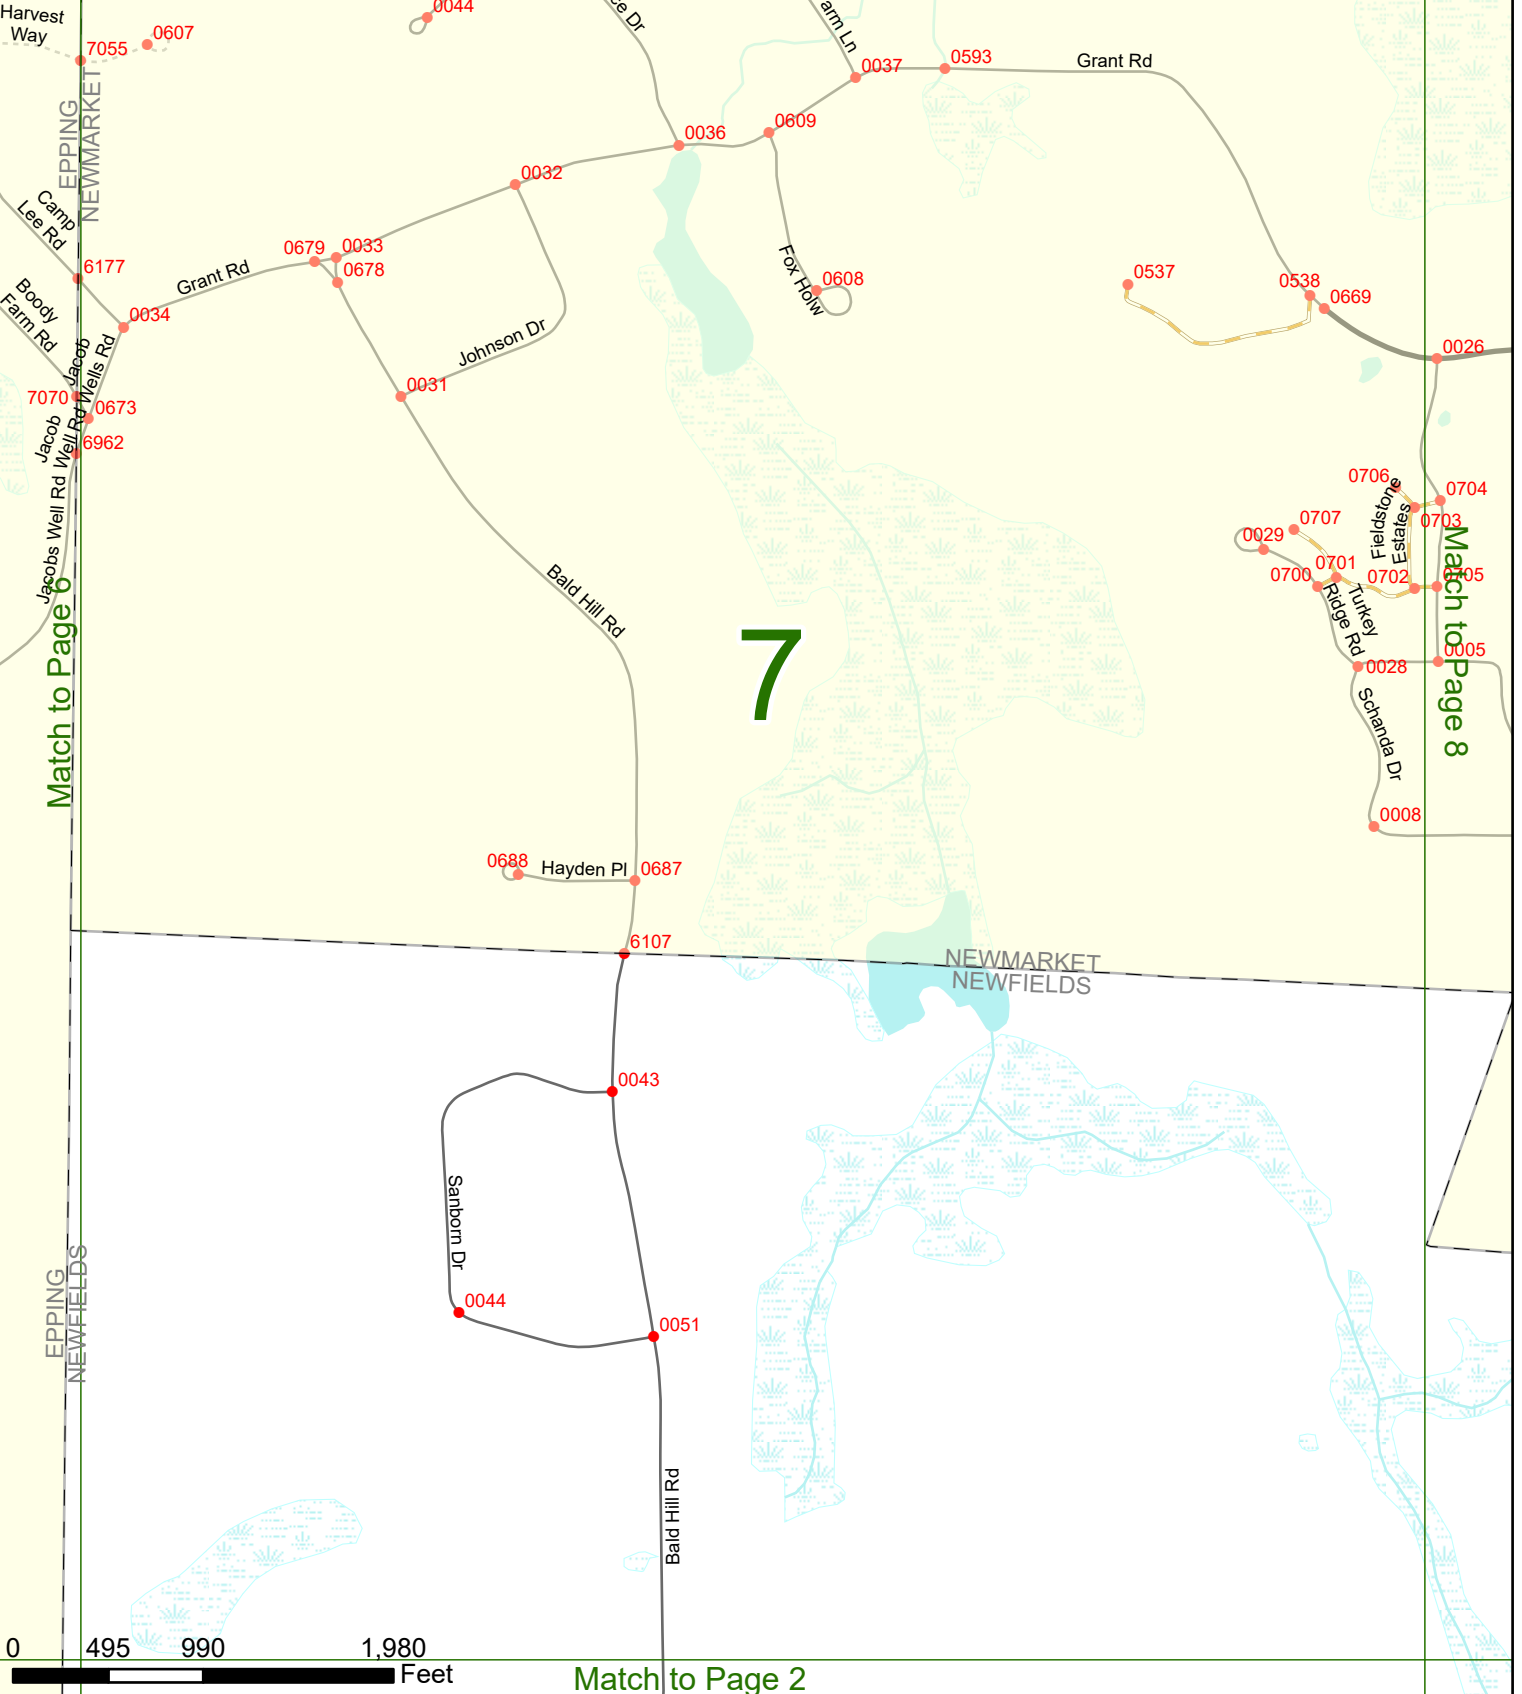 Harvest
Way
7055
0607
0044
ce Dr
arm Ln
0037
0593
Grant Rd
EPPING
NEWMARKET
0036
0609
0032
Camp
Lee Rd
6177
0679
0033
0678
Grant Rd
Fox Holw
0608
0537
0538
0669
Boody
Farm Rd
0034
Johnson Dr
0026
Jacob
Wells Rd
7070
0673
0031
Jacob
Well Rd
6962
Jacobs Well Rd
0706
0704
0703
Fieldstone
Estates
0707
0029
0701
0700
0702
0705
Turkey
Ridge Rd
Bald Hill Rd
7
Match to Page 6
Match to Page 8
0005
0028
Schanda Dr
0008
0688
Hayden Pl
0687
6107
NEWMARKET
NEWFIELDS
0043
Sanborn Dr
0044
0051
EPPING
NEWFIELDS
Bald Hill Rd
0 495 990 1,980
Feet
Match to Page 2